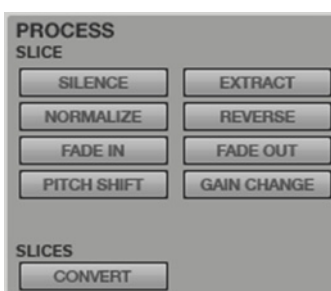 PROCESS
SLICE
SILENCE EXTRACT
NORMALIZE REVERSE
FADE IN FADE OUT
PITCH SHIFT GAIN CHANGE
SLICES
CONVERT